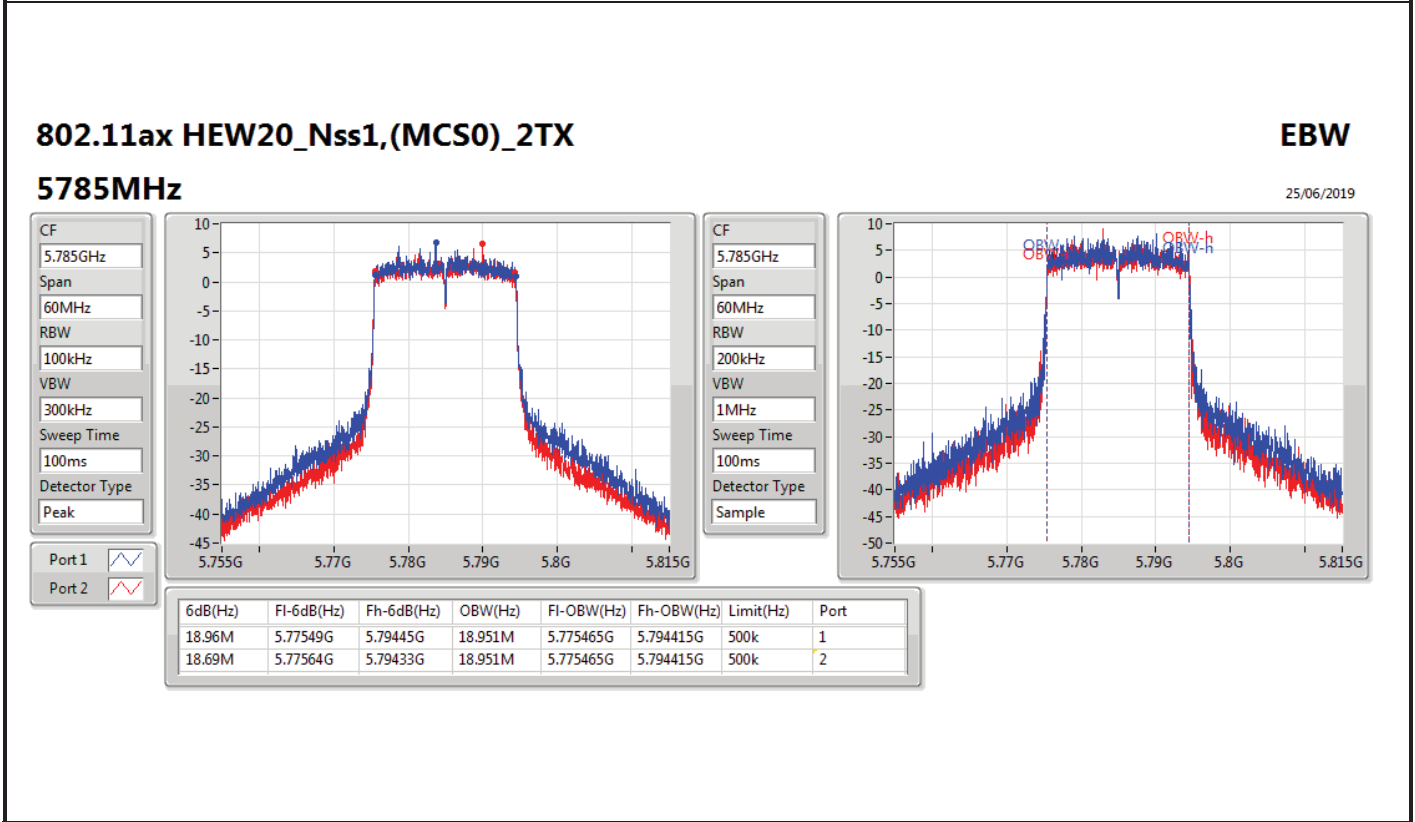 802.11ax HEW20_Nss1,(MCS0)_2TX
EBW
5785MHz
25/06/2019
CF
5.785GHz
Span
60MHz
RBW
100kHz
VBW
300kHz
Sweep Time
100ms
Detector Type
Peak
Port 1
Port 2
10
5
0
-5
-10
-15
-20
-25
-30
-35
-40
-45
5.755G 5.77G 5.78G 5.79G 5.8G 5.815G
CF
5.785GHz
Span
60MHz
RBW
200kHz
VBW
1MHz
Sweep Time
100ms
Detector Type
Sample
10
5
0
-5
-10
-15
-20
-25
-30
-35
-40
-45
-50
OBW-h
5.755G 5.77G 5.78G 5.79G 5.8G 5.815G
6dB(Hz) Fl-6dB(Hz) Fh-6dB(Hz) OBW(Hz) Fl-OBW(Hz) Fh-OBW(Hz) Limit(Hz) Port
18.96M 5.77549G 5.79445G 18.951M 5.775465G 5.794415G 500k 1
18.69M 5.77564G 5.79433G 18.951M 5.775465G 5.794415G 500k 2